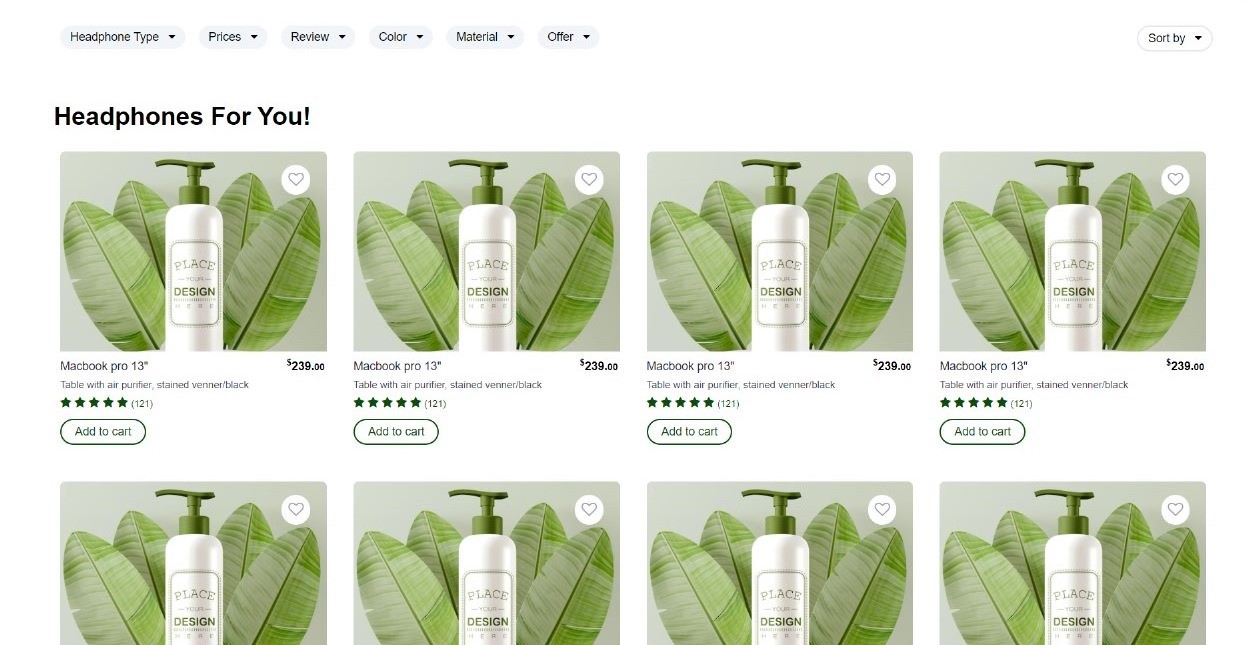 Headphone Type Prices Review Color Material Offer Sort by
Headphones For You!
PLACE PLACE PLACE PLACE
YOUR YOUR YOUR YOUR
DESIGN DESIGN DESIGN DESIGN
HERE HERE HERE HERE
Macbook pro 13" $239.00 Macbook pro 13" $239.00 Macbook pro 13" $239.00 Macbook pro 13" $239.00
Table with air purifier, stained venner/black Table with air purifier, stained venner/black Table with air purifier, stained venner/black Table with air purifier, stained venner/black
(121) (121) (121) (121)
Add to cart Add to cart Add to cart Add to cart
PLACE PLACE PLACE PLACE
YOUR YOUR YOUR YOUR
DESIGN DESIGN DESIGN DESIGN
HERE HERE HERE HERE